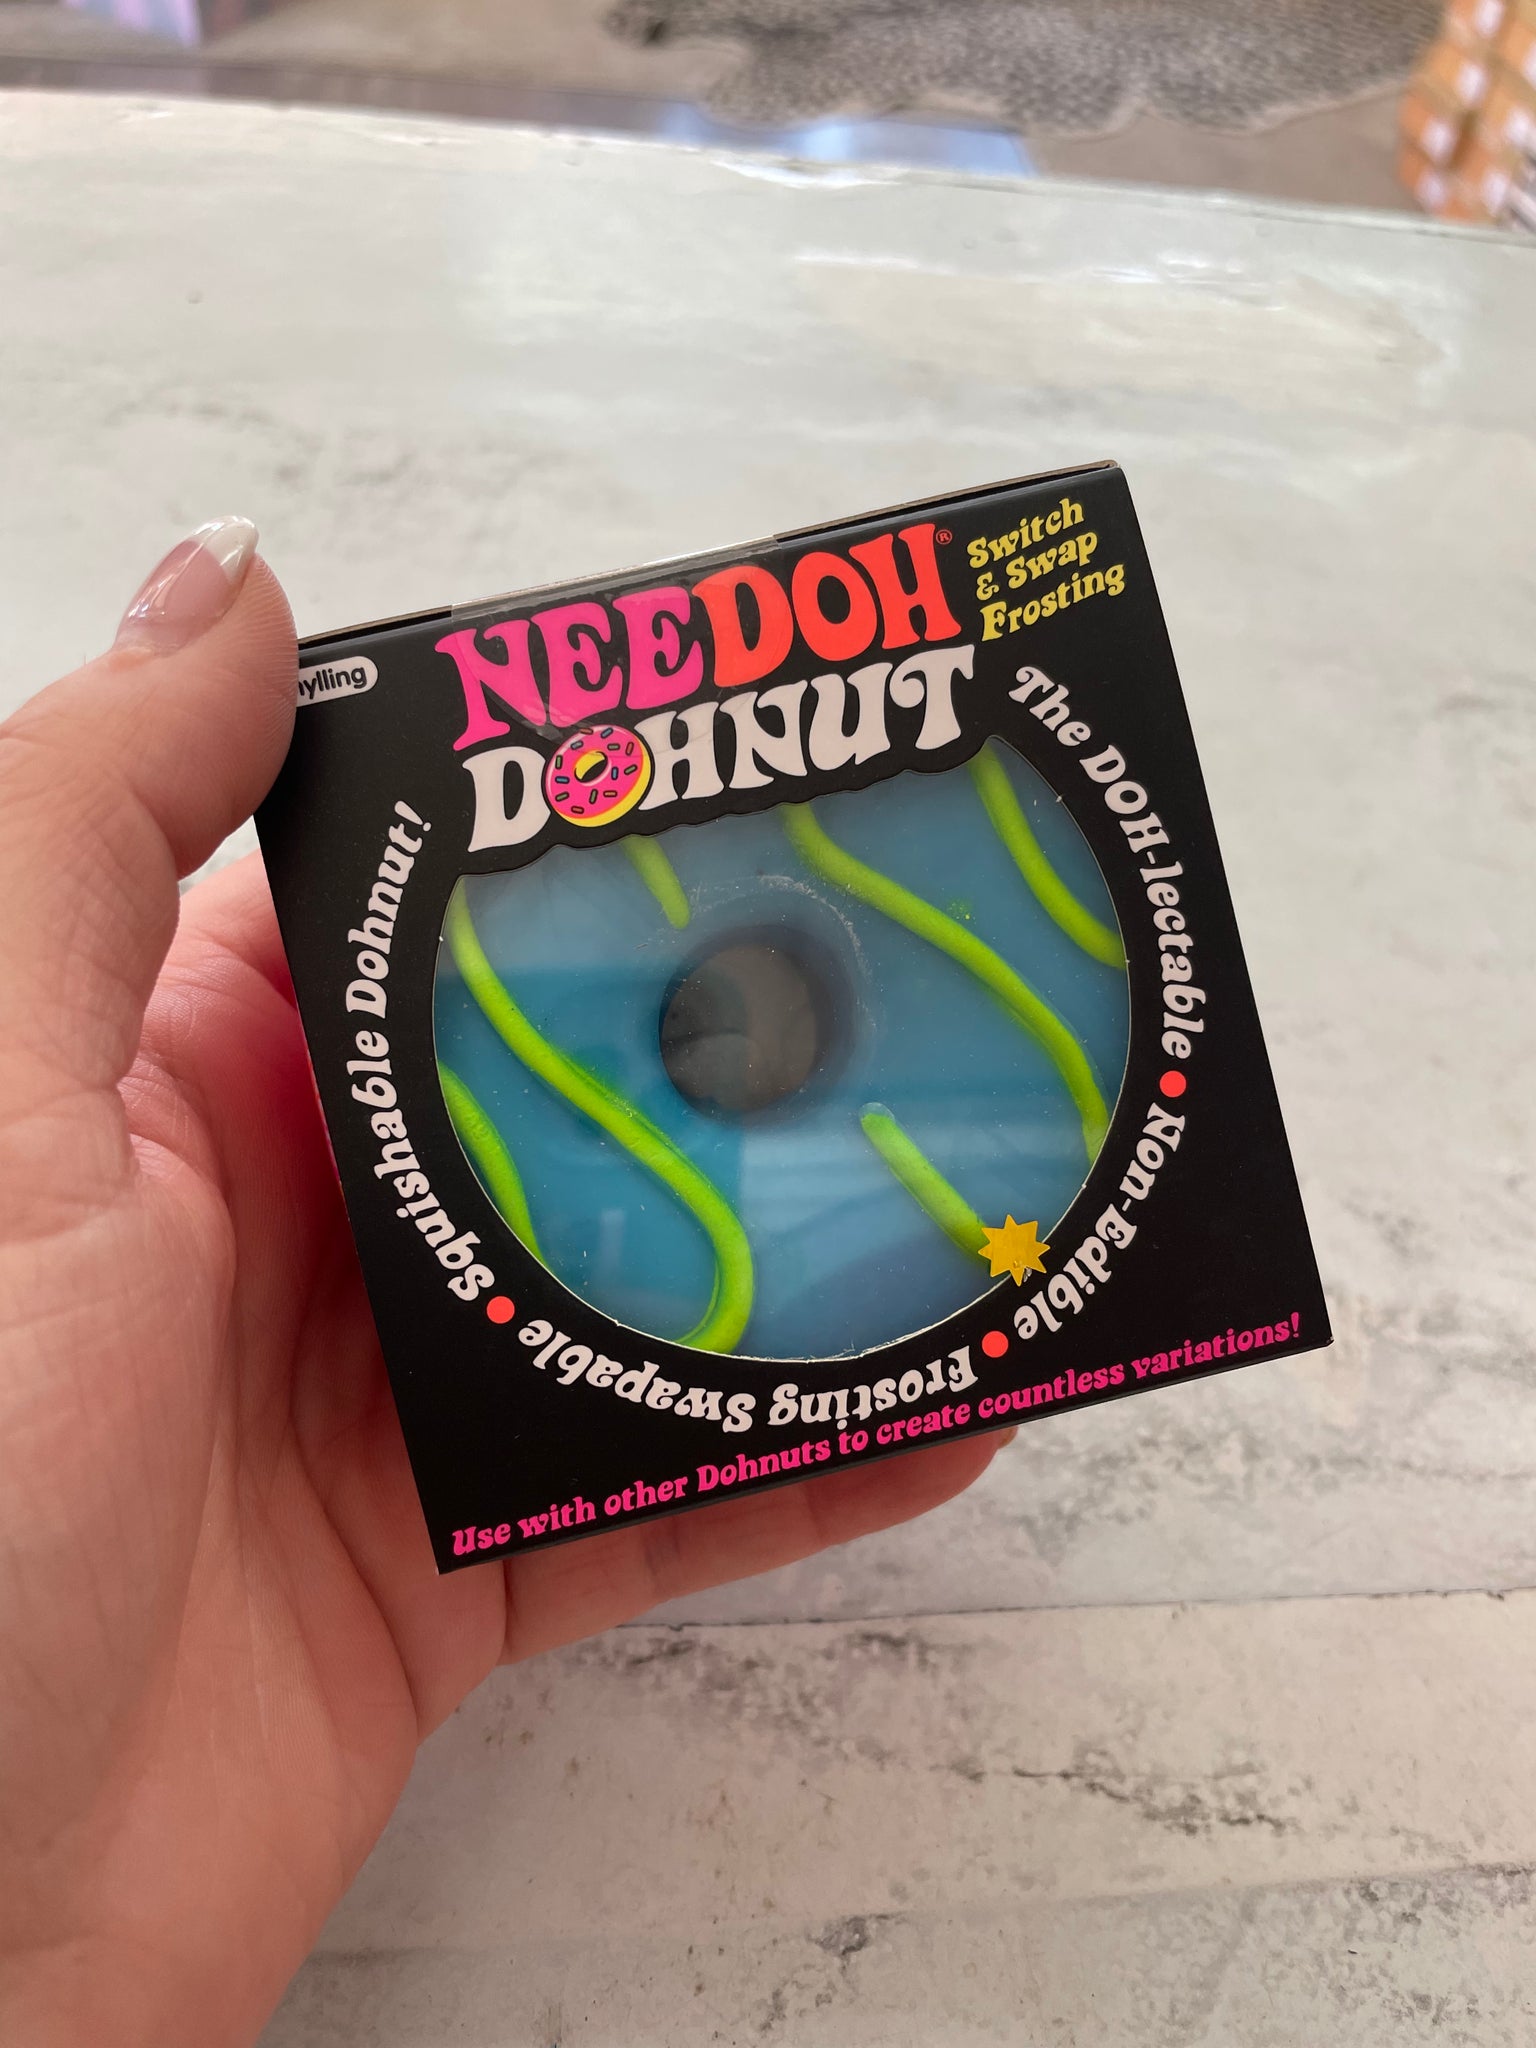 NEEDOH®
DOHNUT
Switch
& Swap
Frosting
The DOH-lectable • Non-Edible • Frosting Swapable • Squishable Dohnut!
Use with other Dohnuts to create countless variations!